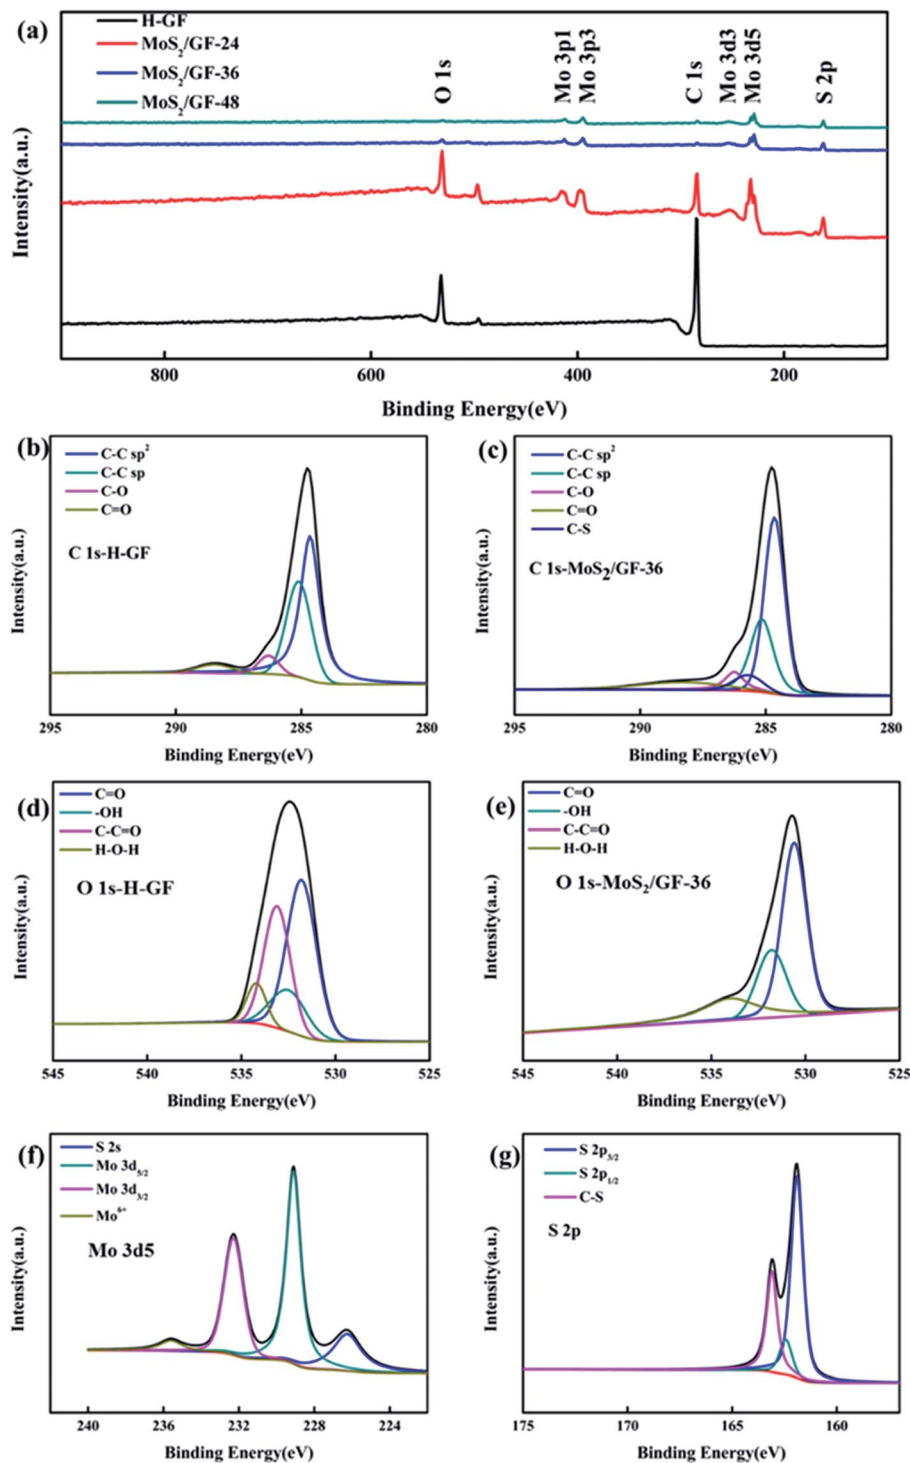 (a)
H-GF
MoS₂/GF-24
MoS₂/GF-36
MoS₂/GF-48
O 1s
Mo 3p1
Mo 3p3
C 1s
Mo 3d3
Mo 3d5
S 2p
Intensity(a.u.)
800 600 400 200
Binding Energy(eV)
(b)
C-C sp²
C-C sp
C-O
C=O
C 1s-H-GF
Intensity(a.u.)
295 290 285 280
Binding Energy(eV)
(c)
C-C sp²
C-C sp
C-O
C=O
C-S
C 1s-MoS₂/GF-36
Intensity(a.u.)
295 290 285 280
Binding Energy(eV)
(d)
C=O
-OH
C-C=O
H-O-H
O 1s-H-GF
Intensity(a.u.)
545 540 535 530 525
Binding Energy(eV)
(e)
C=O
-OH
C-C=O
H-O-H
O 1s-MoS₂/GF-36
Intensity(a.u.)
545 540 535 530 525
Binding Energy(eV)
(f)
S 2s
Mo 3d₅/₂
Mo 3d₃/₂
Mo⁶⁺
Mo 3d5
Intensity(a.u.)
240 236 232 228 224
Binding Energy(eV)
(g)
S 2p₃/₂
S 2p₁/₂
C-S
S 2p
Intensity(a.u.)
175 170 165 160
Binding Energy(eV)